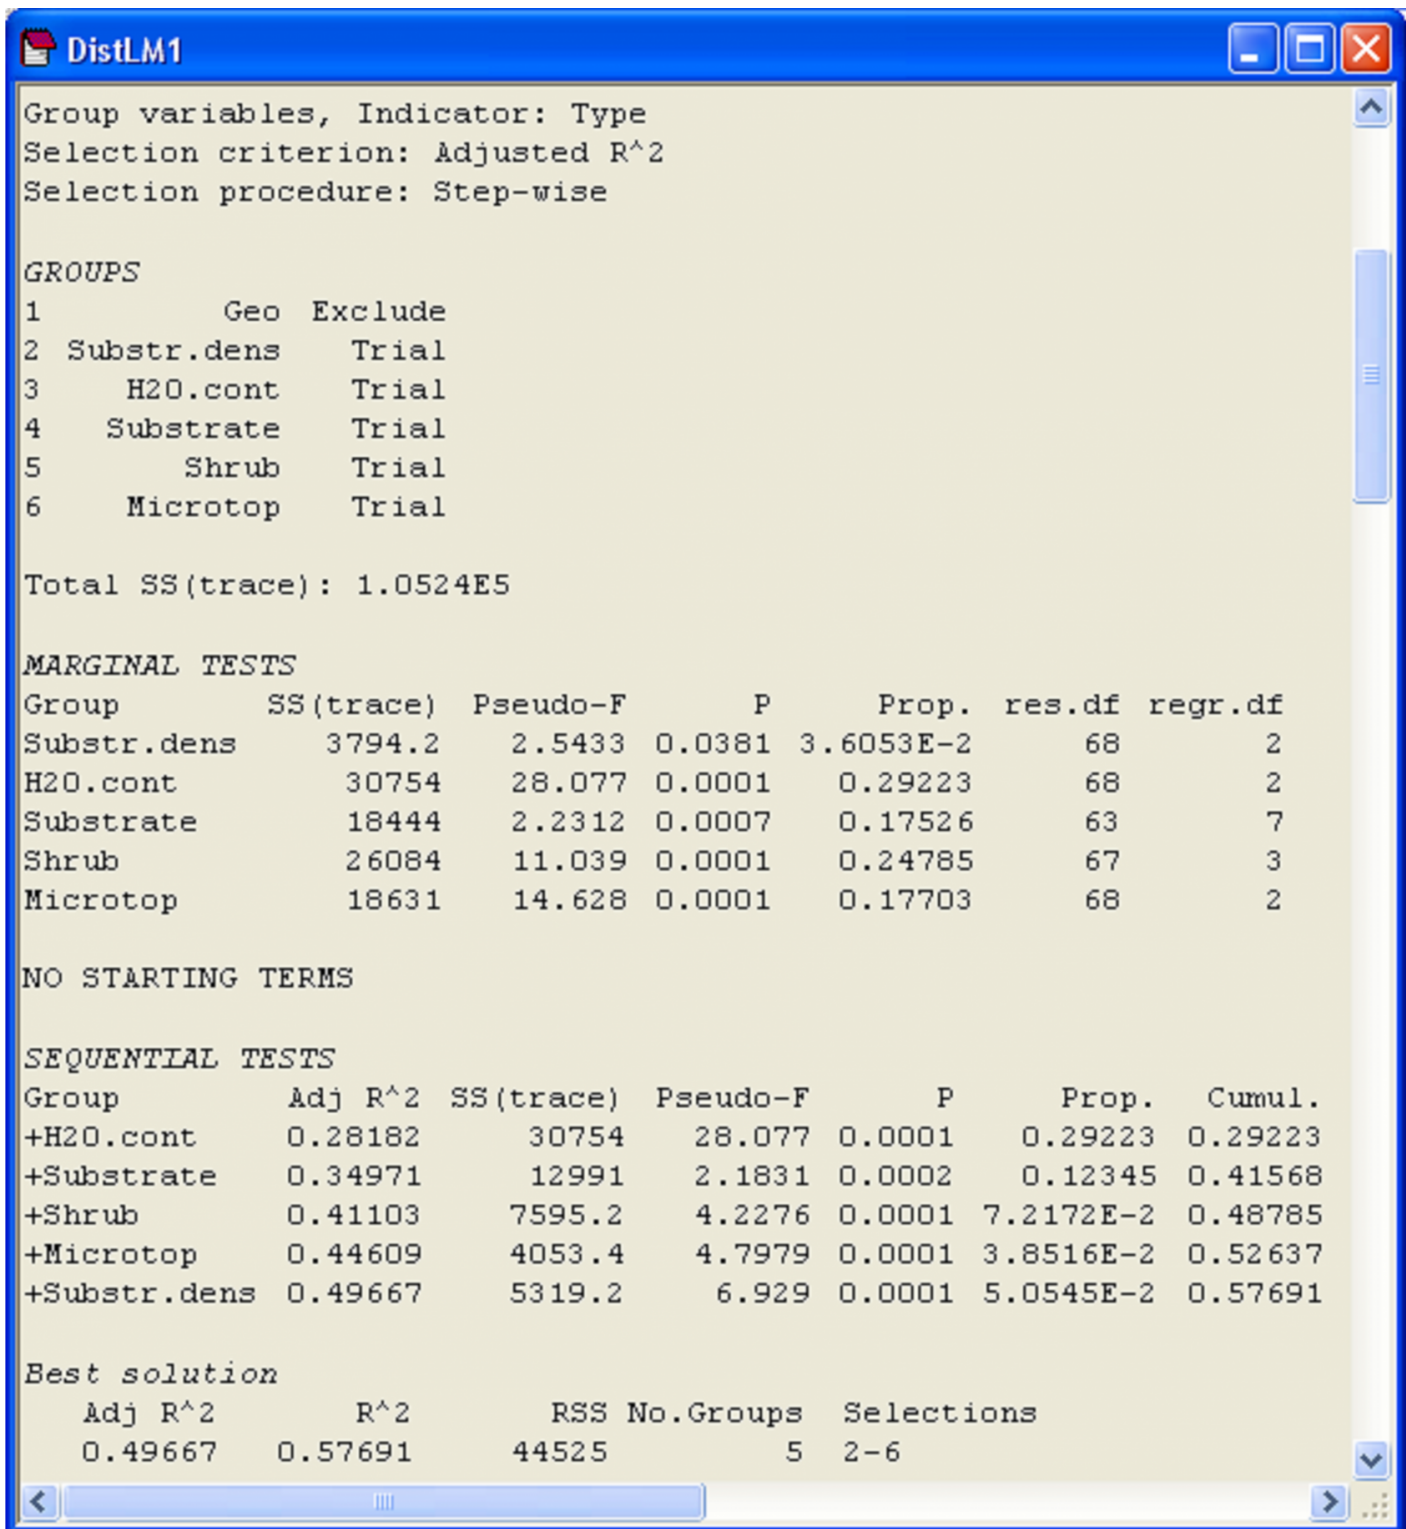 DistLM1
Group variables, Indicator: Type
Selection criterion: Adjusted R^2
Selection procedure: Step-wise
GROUPS
1 Geo Exclude
2 Substr.dens Trial
3 H2O.cont Trial
4 Substrate Trial
5 Shrub Trial
6 Microtop Trial
Total SS(trace): 1.0524E5
MARGINAL TESTS
Group SS(trace) Pseudo-F P Prop. res.df regr.df
Substr.dens 3794.2 2.5433 0.0381 3.6053E-2 68 2
H2O.cont 30754 28.077 0.0001 0.29223 68 2
Substrate 18444 2.2312 0.0007 0.17526 63 7
Shrub 26084 11.039 0.0001 0.24785 67 3
Microtop 18631 14.628 0.0001 0.17703 68 2
NO STARTING TERMS
SEQUENTIAL TESTS
Group Adj R^2 SS(trace) Pseudo-F P Prop. Cumul.
+H2O.cont 0.28182 30754 28.077 0.0001 0.29223 0.29223
+Substrate 0.34971 12991 2.1831 0.0002 0.12345 0.41568
+Shrub 0.41103 7595.2 4.2276 0.0001 7.2172E-2 0.48785
+Microtop 0.44609 4053.4 4.7979 0.0001 3.8516E-2 0.52637
+Substr.dens 0.49667 5319.2 6.929 0.0001 5.0545E-2 0.57691
Best solution
Adj R^2 R^2 RSS No.Groups Selections
0.49667 0.57691 44525 5 2-6